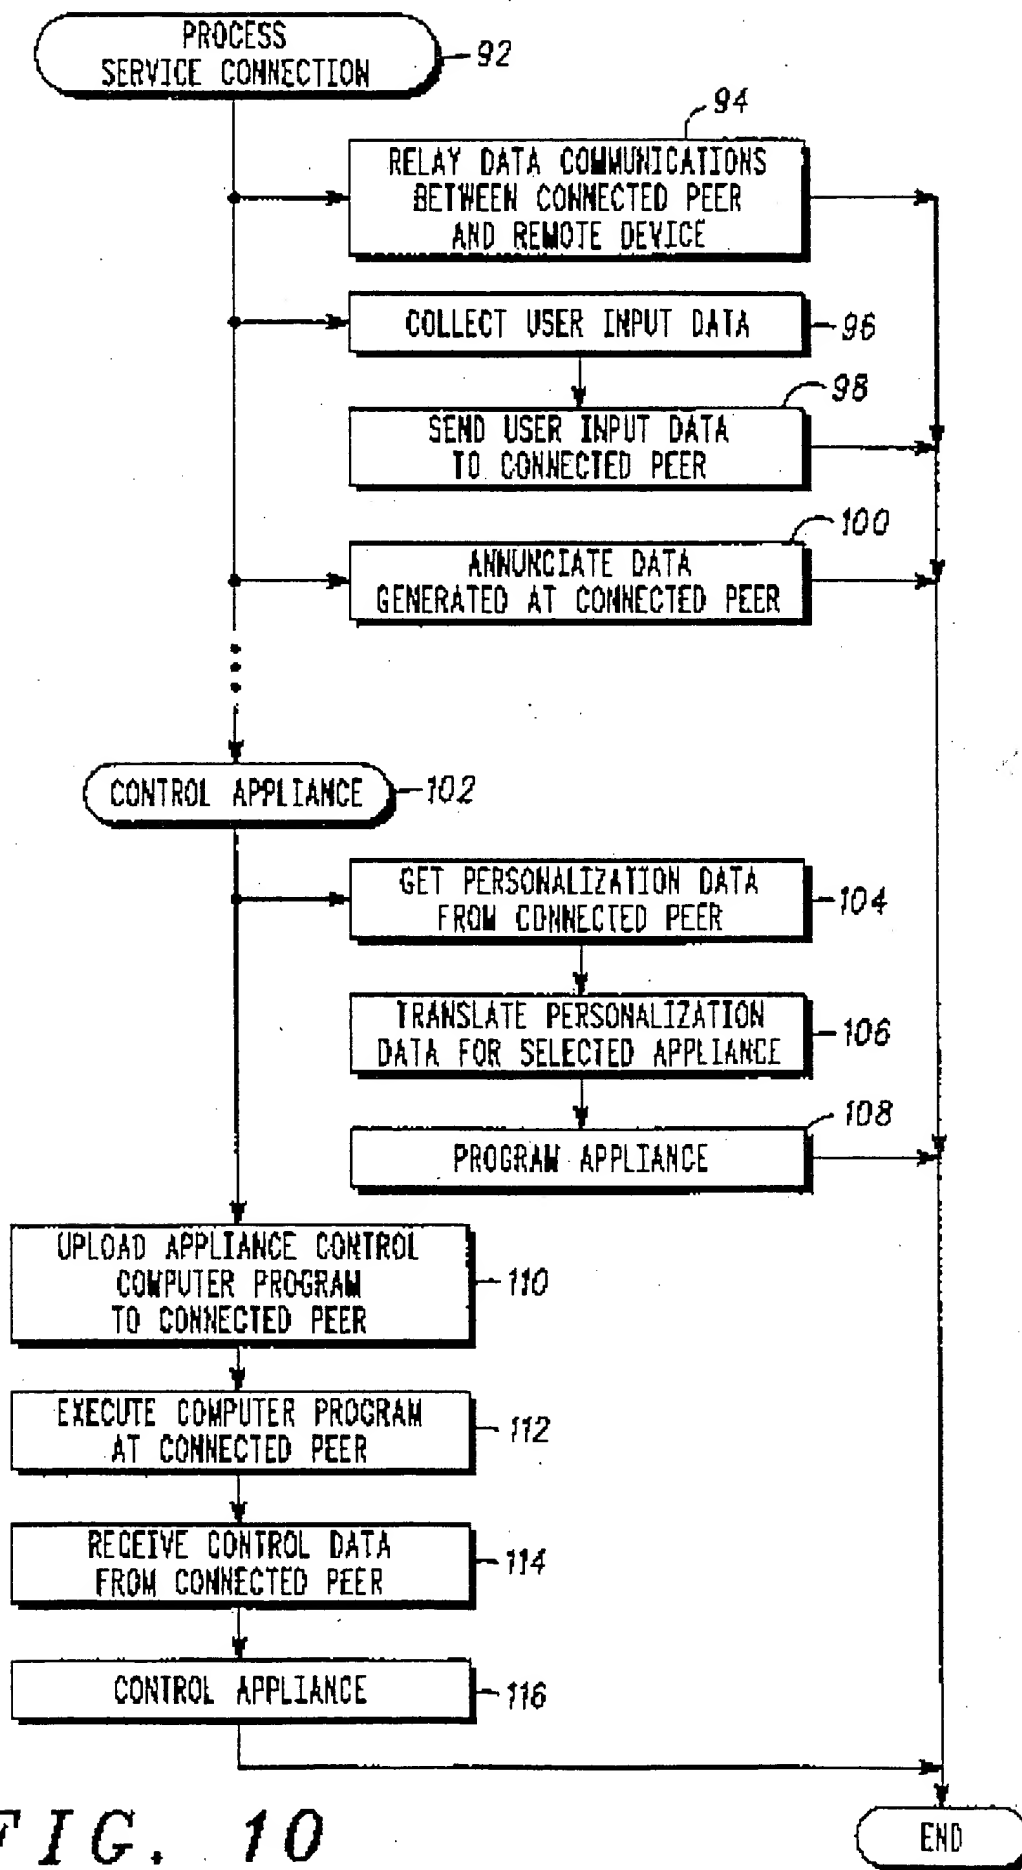 PROCESS
SERVICE CONNECTION
92
94
RELAY DATA COMMUNICATIONS
BETWEEN CONNECTED PEER
AND REMOTE DEVICE
COLLECT USER INPUT DATA
96
98
SEND USER INPUT DATA
TO CONNECTED PEER
100
ANNUNCIATE DATA
GENERATED AT CONNECTED PEER
CONTROL APPLIANCE
102
GET PERSONALIZATION DATA
FROM CONNECTED PEER
104
TRANSLATE PERSONALIZATION
DATA FOR SELECTED APPLIANCE
106
108
PROGRAM APPLIANCE
UPLOAD APPLIANCE CONTROL
COMPUTER PROGRAM
TO CONNECTED PEER
110
EXECUTE COMPUTER PROGRAM
AT CONNECTED PEER
112
RECEIVE CONTROL DATA
FROM CONNECTED PEER
114
CONTROL APPLIANCE
116
END
FIG. 10